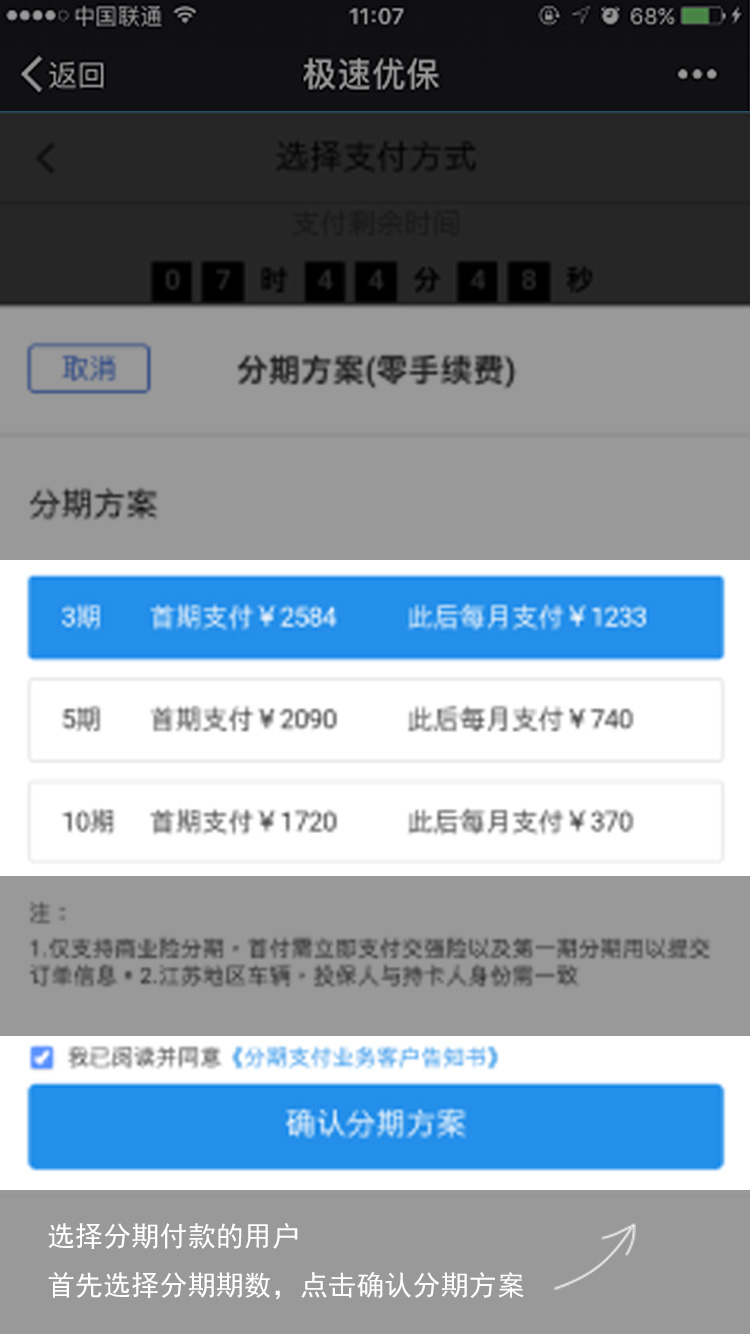 中国联通 11:07 68%
返回 极速优保
选择支付方式
支付剩余时间
0 7 时 4 4 分 4 8 秒
取消 分期方案(零手续费)
分期方案
3期 首期支付￥2584 此后每月支付￥1233
5期 首期支付￥2090 此后每月支付￥740
10期 首期支付￥1720 此后每月支付￥370
注：
1.仅支持商业险分期，首付需立即支付交强险以及第一期分期用以提交
订单信息。2.江苏地区车辆，投保人与持卡人身份需一致
我已阅读并同意《分期支付业务客户告知书》
确认分期方案
选择分期付款的用户
首先选择分期期数，点击确认分期方案